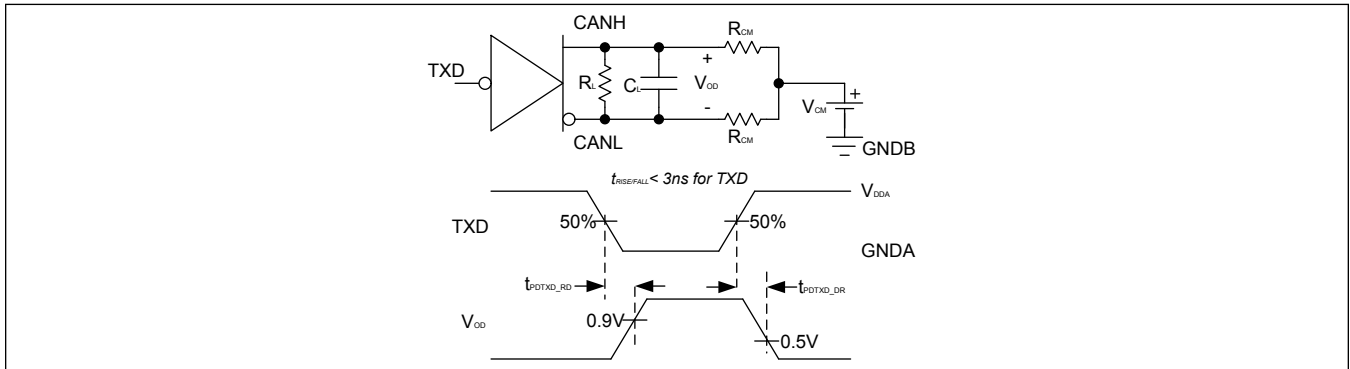 CANH
RCM
TXD
RL
CL
+
VOD
-
VCM
+
RCM
CANL
GNDB
tRISE/FALL< 3ns for TXD
VDDA
TXD
50%
50%
GNDA
tPDTXD_RD
tPDTXD_DR
VOD
0.9V
0.5V